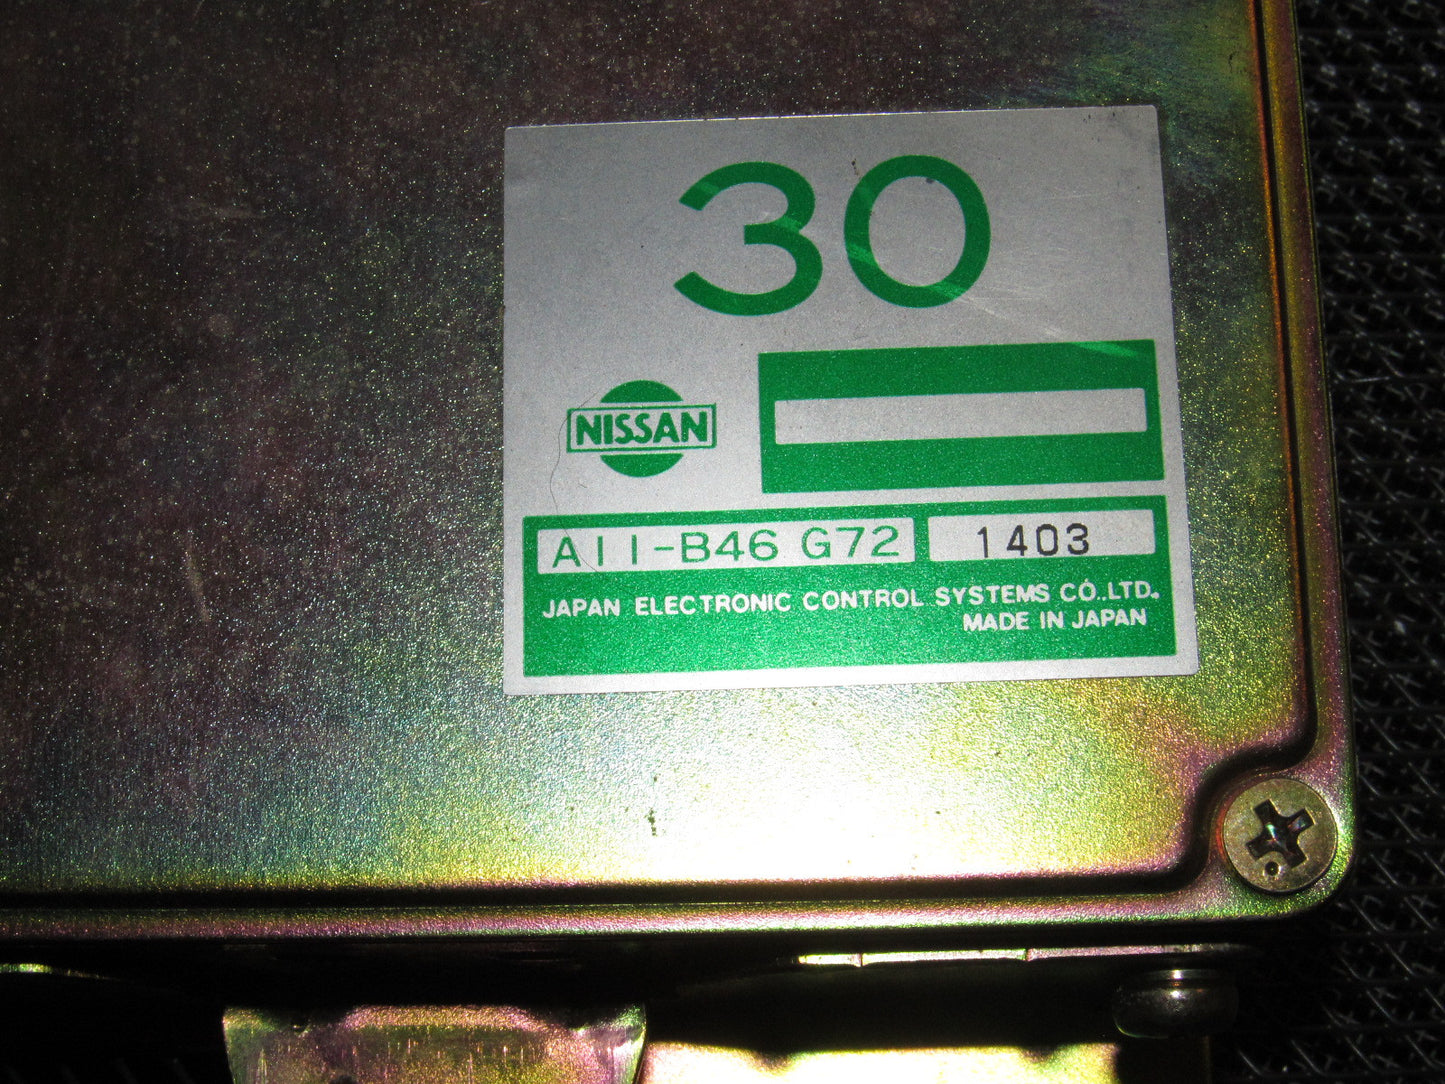 30
NISSAN
A11-B46 G72 1403
JAPAN ELECTRONIC CONTROL SYSTEMS CO.,LTD.
MADE IN JAPAN